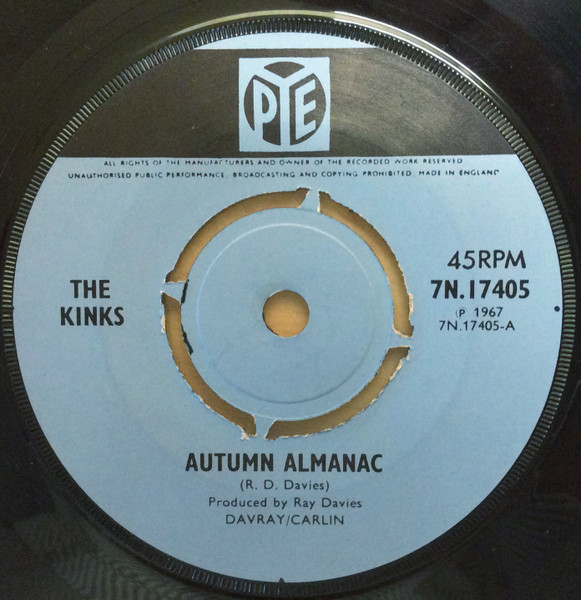 PYE
ALL RIGHTS OF THE MANUFACTURERS AND OWNER OF THE RECORDED WORK RESERVED
UNAUTHORISED PUBLIC PERFORMANCE, BROADCASTING AND COPYING PROHIBITED. MADE IN ENGLAND
45RPM
THE
KINKS
7N.17405
℗ 1967
7N.17405-A
AUTUMN ALMANAC
(R. D. Davies)
Produced by Ray Davies
DAVRAY/CARLIN